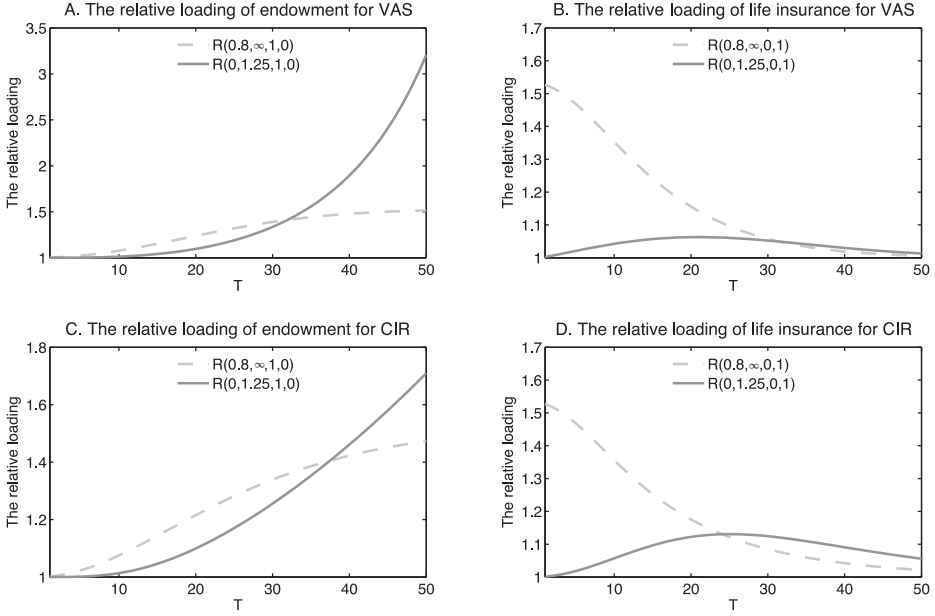 A. The relative loading of endowment for VAS
3.5
3
2.5
2
1.5
1
The relative loading
R(0.8,∞,1,0)
R(0,1.25,1,0)
10
20
30
40
50
T
B. The relative loading of life insurance for VAS
1.7
1.6
1.5
1.4
1.3
1.2
1.1
1
The relative loading
R(0.8,∞,0,1)
R(0,1.25,0,1)
10
20
30
40
50
T
C. The relative loading of endowment for CIR
1.8
1.6
1.4
1.2
1
The relative loading
R(0.8,∞,1,0)
R(0,1.25,1,0)
10
20
30
40
50
T
D. The relative loading of life insurance for CIR
1.7
1.6
1.5
1.4
1.3
1.2
1.1
1
The relative loading
R(0.8,∞,0,1)
R(0,1.25,0,1)
10
20
30
40
50
T